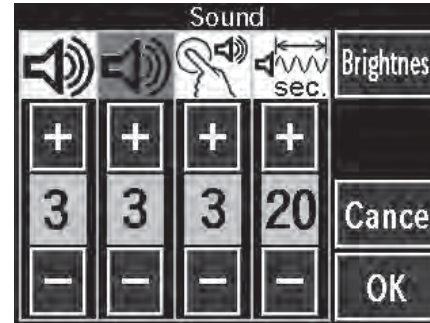 Sound
sec.
Brightnes
+ + + +
3 3 3 20
Cance
- - - -
OK